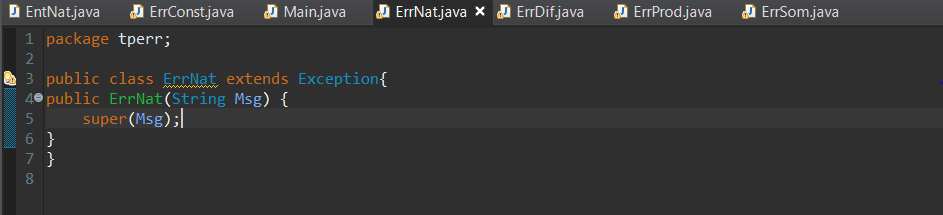 EntNat.java ErrConst.java Main.java ErrNat.java ErrDif.java ErrProd.java ErrSom.java
1 package tperr;
2
3 public class ErrNat extends Exception{
4 public ErrNat(String Msg) {
5     super(Msg);
6 }
7 }
8